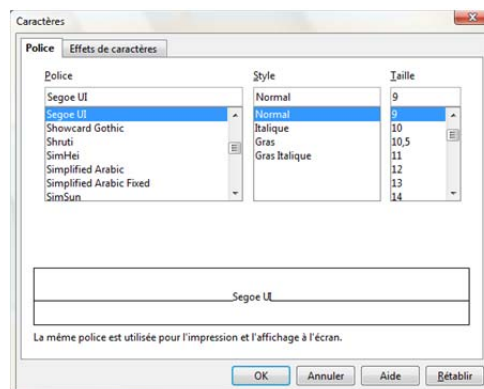 Caractères
Police Effets de caractères
Police Style Taille
Segoe UI Normal 9
Segoe UI Normal 9
Showcard Gothic Italique 10
Shruti Gras 10,5
SimHei Gras Italique 11
Simplified Arabic 12
Simplified Arabic Fixed 13
SimSun 14
Segoe UI
La même police est utilisée pour l'impression et l'affichage à l'écran.
OK Annuler Aide Rétablir